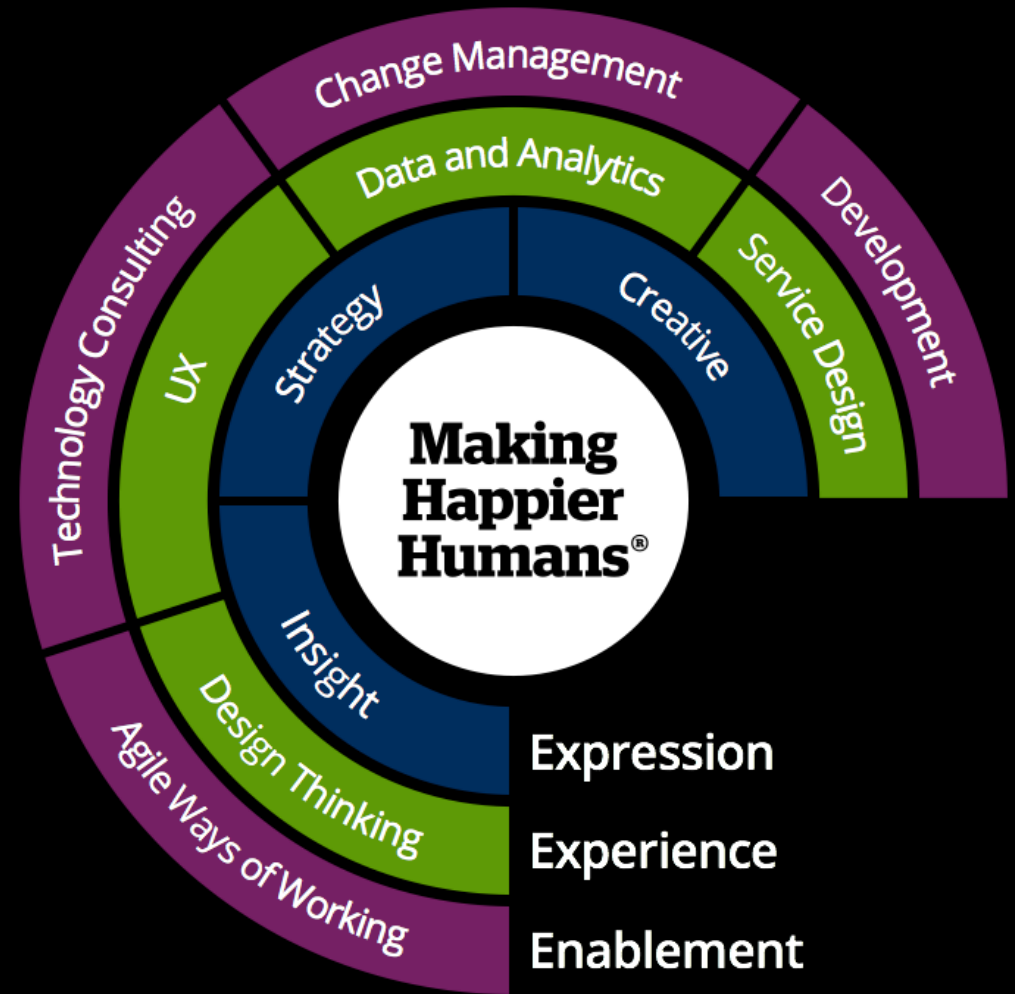 Change Management
Data and Analytics
Development
Technology Consulting
Service Design
Strategy
Creative
UX
Making
Happier
Humans®
Insight
Design Thinking
Agile Ways of Working
Expression
Experience
Enablement